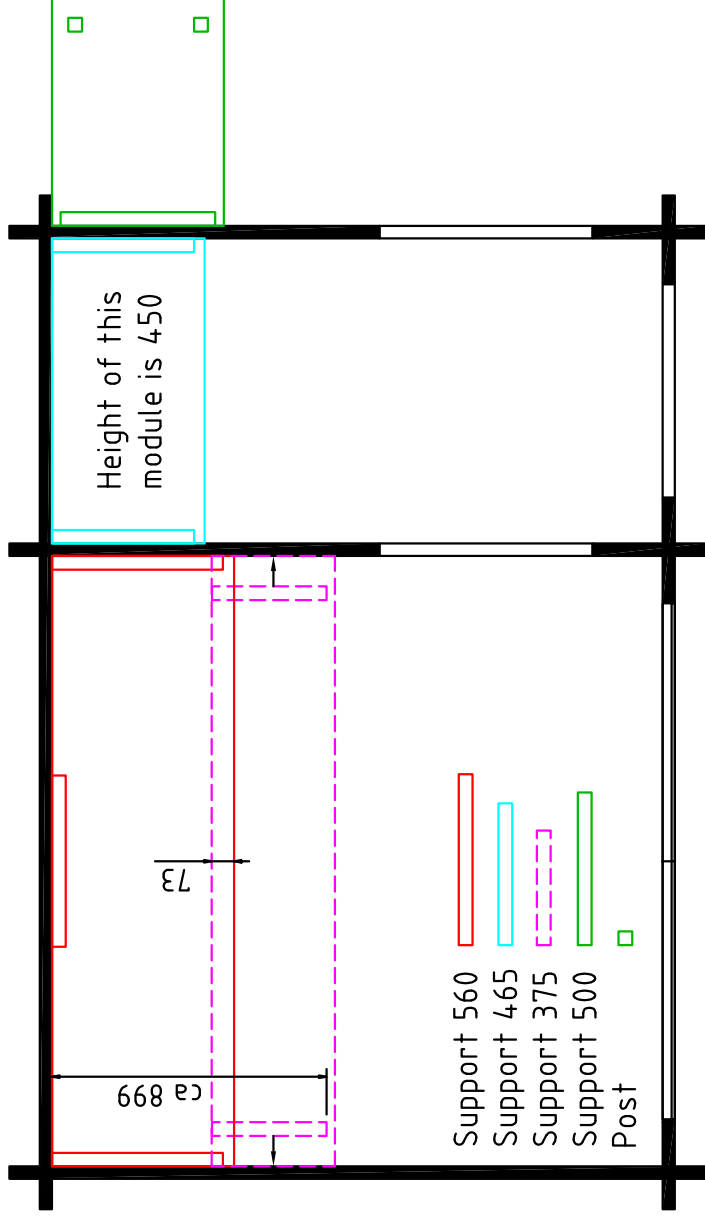 Height of this
module is 450
73
ca 899
Support 560
Support 465
Support 375
Support 500
Post